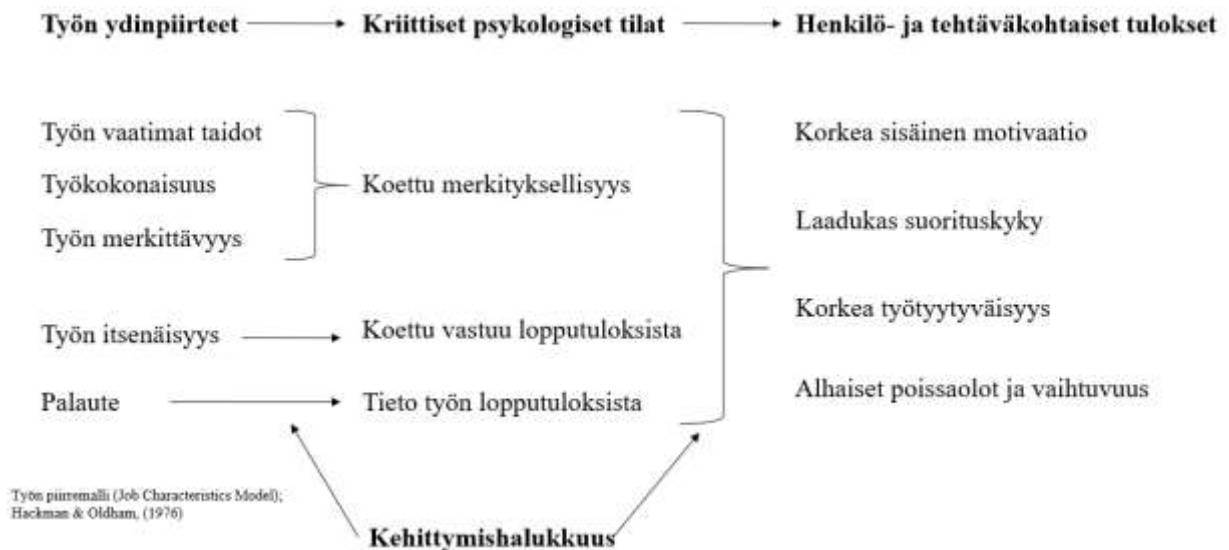 Työn ydinpiirteet
Kriittiset psykologiset tilat
Henkilö- ja tehtäväkohtaiset tulokset
Työn vaatimat taidot
Työkokonaisuus
Työn merkittävyys
Koettu merkityksellisyys
Työn itsenäisyys
Koettu vastuu lopputuloksista
Palaute
Tieto työn lopputuloksista
Korkea sisäinen motivaatio
Laadukas suorituskyky
Korkea työtyytyväisyys
Alhaiset poissaolot ja vaihtuvuus
Työn piirremalli (Job Characteristics Model);
Hackman & Oldham, (1976)
Kehittymishalukkuus